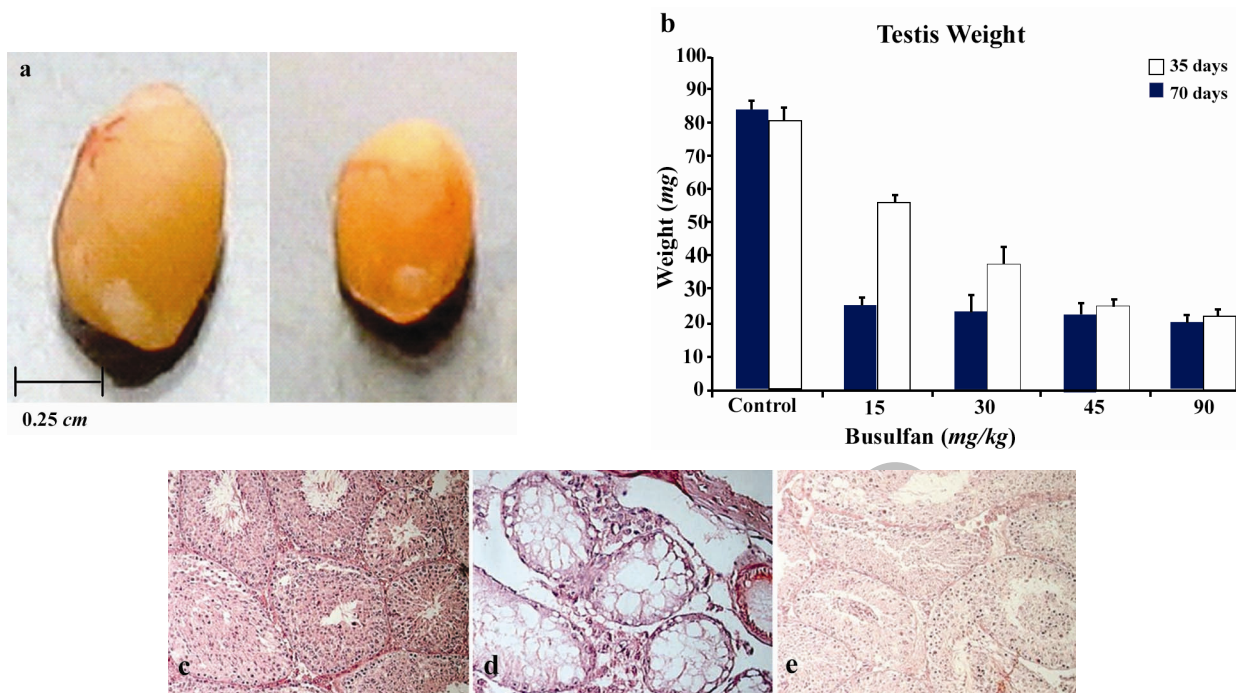 a
0.25 cm
b
Testis Weight
35 days
70 days
Weight (mg)
100
90
80
70
60
50
40
30
20
10
0
Control 15 30 45 90
Busulfan (mg/kg)
c d e